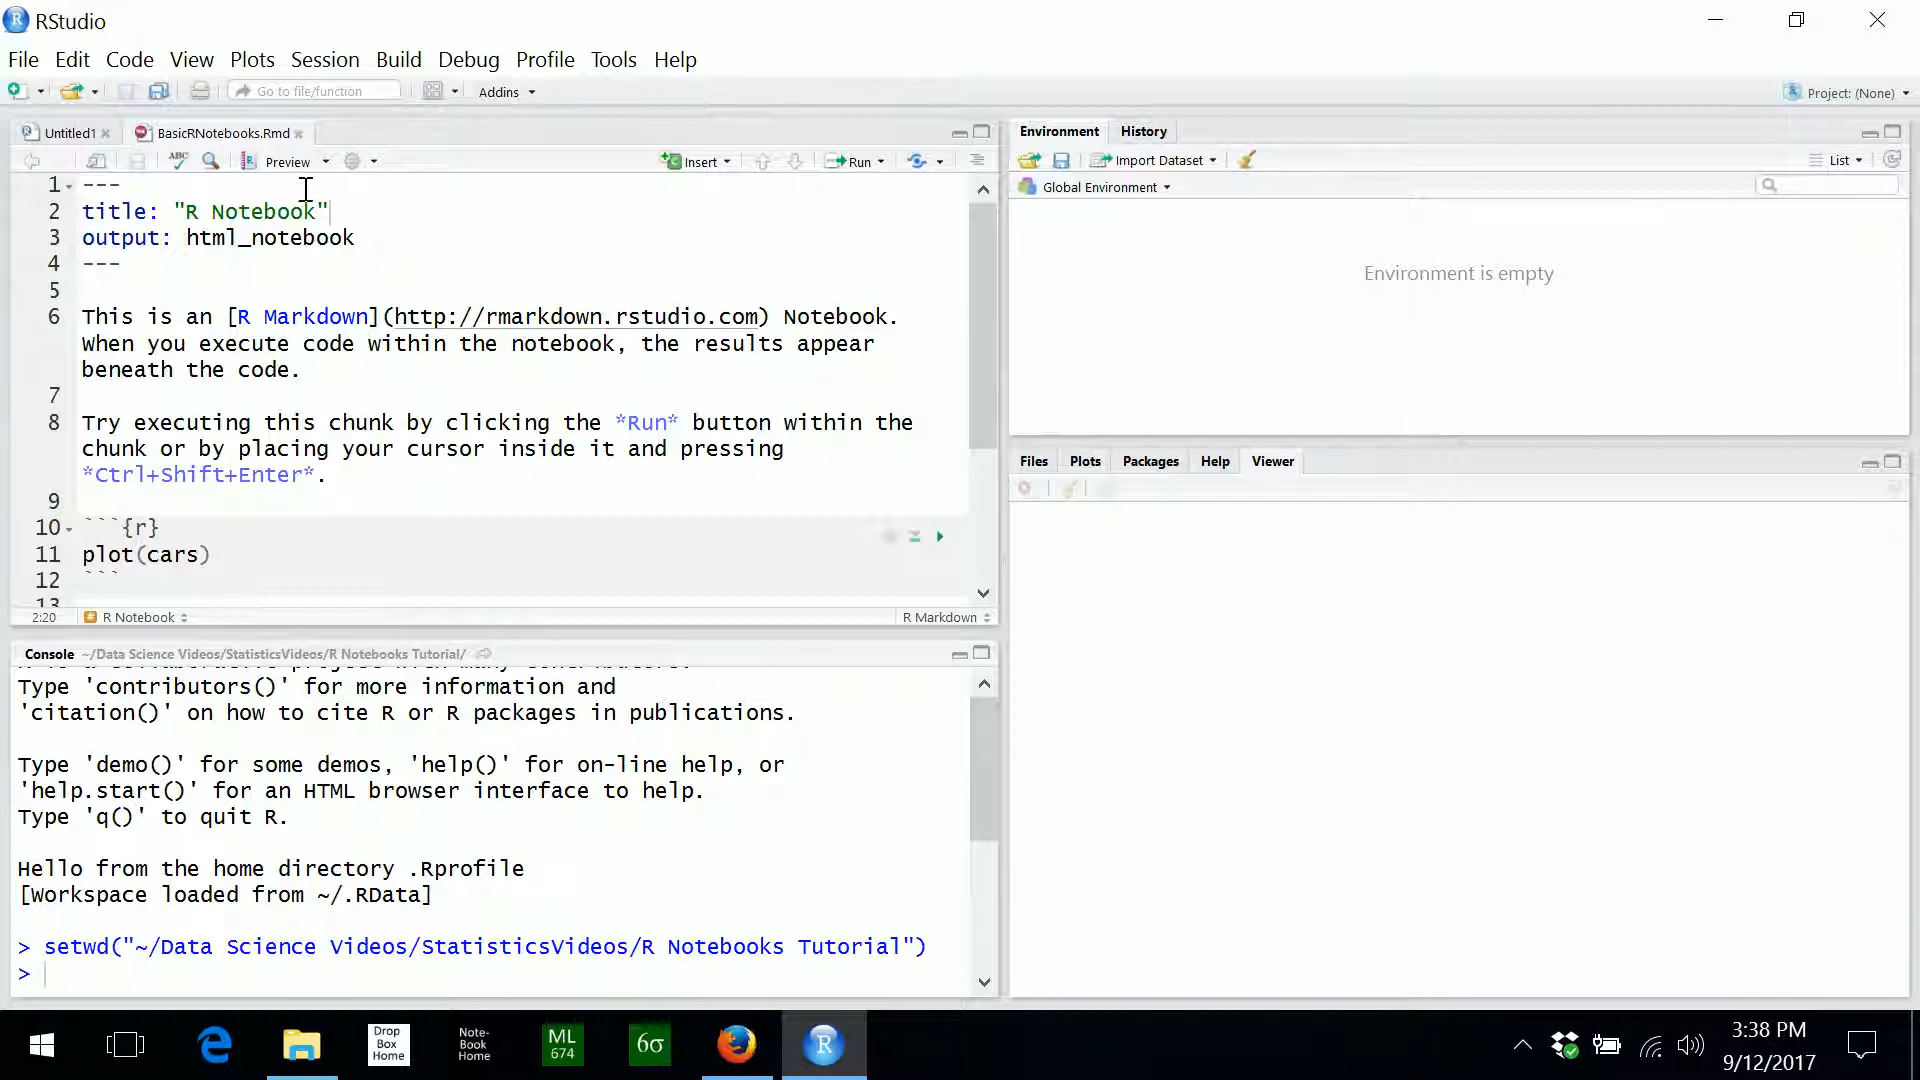 RStudio
File Edit Code View Plots Session Build Debug Profile Tools Help
Go to file/function Addins Project: (None)
Untitled1 BasicRNotebooks.Rmd
ABC Preview Insert Run
1 ---
2 title: "R Notebook"
3 output: html_notebook
4 ---
5
6 This is an [R Markdown](http://rmarkdown.rstudio.com) Notebook.
When you execute code within the notebook, the results appear
beneath the code.
7
8 Try executing this chunk by clicking the *Run* button within the
chunk or by placing your cursor inside it and pressing
*Ctrl+Shift+Enter*.
9
10 ```{r}
11 plot(cars)
12 ```
13
2:20 R Notebook R Markdown
Console ~/Data Science Videos/StatisticsVideos/R Notebooks Tutorial/
Type 'contributors()' for more information and
'citation()' on how to cite R or R packages in publications.
Type 'demo()' for some demos, 'help()' for on-line help, or
'help.start()' for an HTML browser interface to help.
Type 'q()' to quit R.
Hello from the home directory .Rprofile
[Workspace loaded from ~/.RData]
> setwd("~/Data Science Videos/StatisticsVideos/R Notebooks Tutorial")
>
Environment History
Import Dataset List
Global Environment
Environment is empty
Files Plots Packages Help Viewer
Drop
Box
Home
Note-
Book
Home
ML
674
6σ
R
3:38 PM
9/12/2017